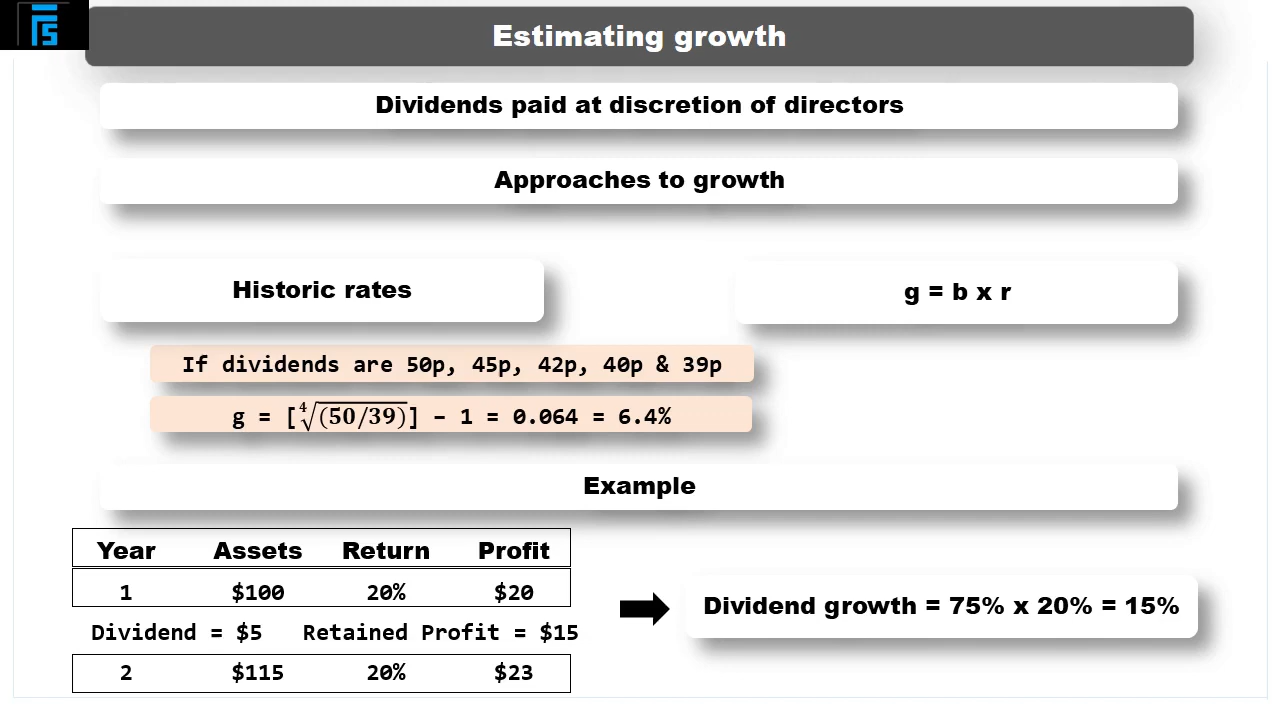 FS
Estimating growth
Dividends paid at discretion of directors
Approaches to growth
Historic rates
g = b x r
If dividends are 50p, 45p, 42p, 40p & 39p
g = [∜(50/39)] – 1 = 0.064 = 6.4%
Example
Year Assets Return Profit
1 $100 20% $20
Dividend = $5 Retained Profit = $15
2 $115 20% $23
Dividend growth = 75% x 20% = 15%